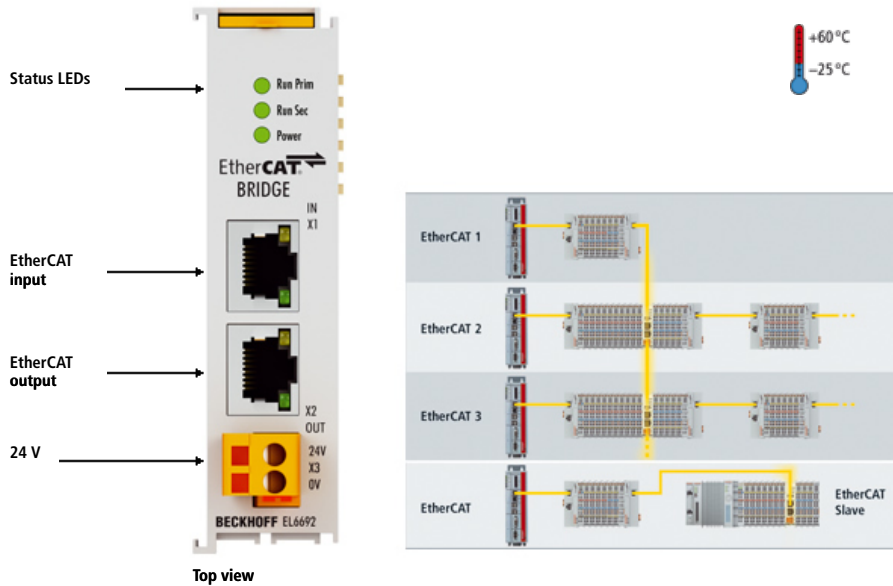 Status LEDs
Run Prim
Run Sec
Power
EtherCAT®
BRIDGE
IN
X1
EtherCAT
input
EtherCAT
output
X2
OUT
24 V
24V
X3
0V
BECKHOFF EL6692
Top view
+60 °C
–25 °C
EtherCAT 1
EtherCAT 2
EtherCAT 3
EtherCAT
EtherCAT
Slave